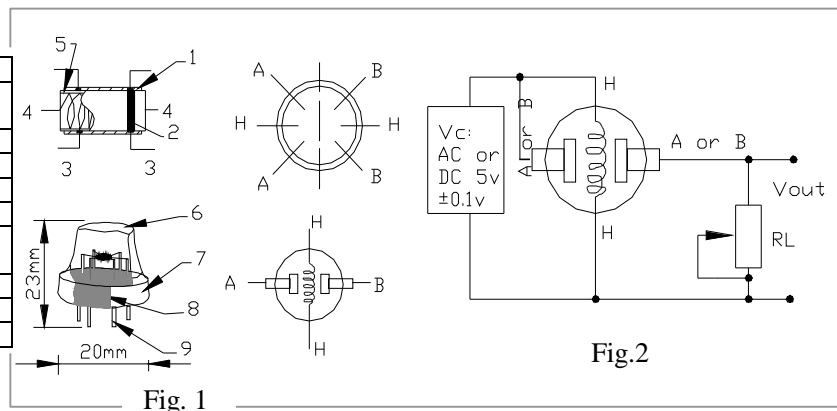 5
1
4
4
2
3
3
6
7
8
9
23mm
20mm
Fig. 1
A
B
H
H
A
B
H
A
B
H
Vc:
AC or
DC 5v
±0.1v
A or B
H
H
A or B
Vout
RL
Fig.2